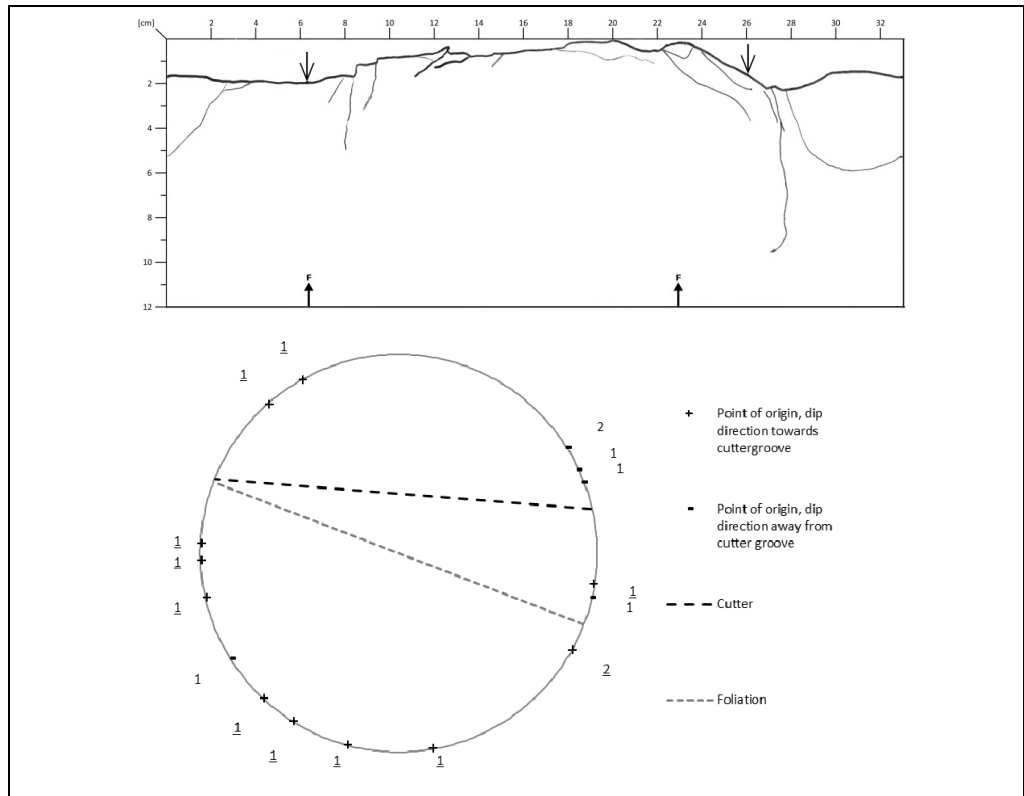 [cm] 2 4 6 8 10 12 14 16 18 20 22 24 26 28 30 32
2
4
6
8
10
F F
12
1
1
2
1
1
1
1
1
1
1
1
2
1
1
1
1
1
+ Point of origin, dip
direction towards
cuttergroove
- Point of origin, dip
direction away from
cutter groove
Cutter
Foliation